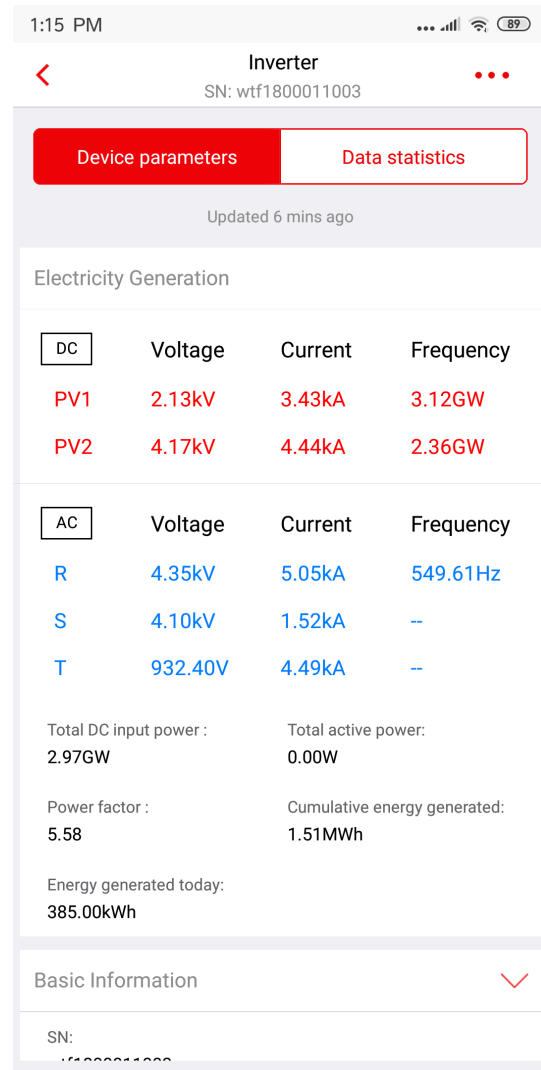 1:15 PM
89
Inverter
SN: wtf1800011003
Device parameters Data statistics
Updated 6 mins ago
Electricity Generation
DC Voltage Current Frequency
PV1 2.13kV 3.43kA 3.12GW
PV2 4.17kV 4.44kA 2.36GW
AC Voltage Current Frequency
R 4.35kV 5.05kA 549.61Hz
S 4.10kV 1.52kA --
T 932.40V 4.49kA --
Total DC input power : Total active power:
2.97GW 0.00W
Power factor : Cumulative energy generated:
5.58 1.51MWh
Energy generated today:
385.00kWh
Basic Information
SN: